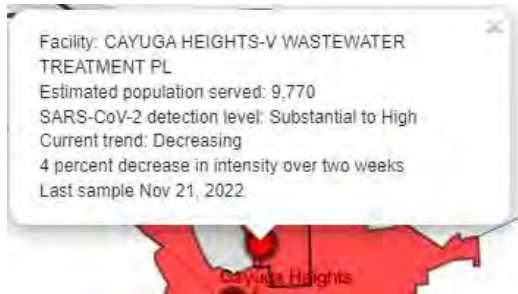 Facility: CAYUGA HEIGHTS-V WASTEWATER
TREATMENT PL
Estimated population served: 9,770
SARS-CoV-2 detection level: Substantial to High
Current trend: Decreasing
4 percent decrease in intensity over two weeks
Last sample Nov 21, 2022
Cayuga Heights